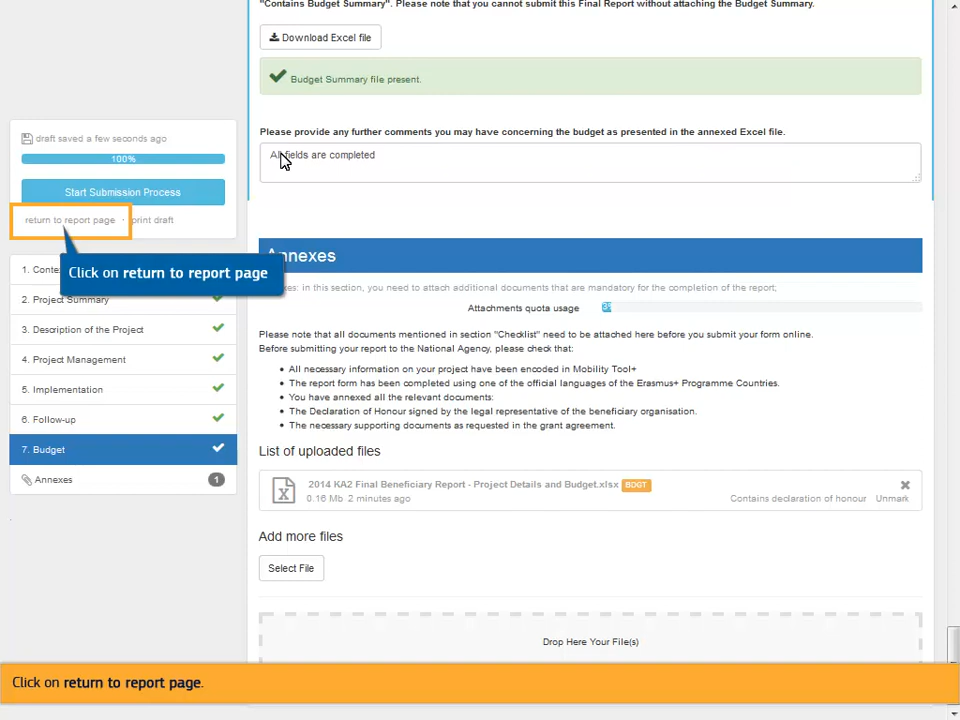 "Contains Budget Summary". Please note that you cannot submit this Final Report without attaching the Budget Summary.
Download Excel file
Budget Summary file present.
Please provide any further comments you may have concerning the budget as presented in the annexed Excel file.
All fields are completed
draft saved a few seconds ago
100%
Start Submission Process
return to report page · print draft
Click on return to report page
1.
2. Project Summary
3. Description of the Project
4. Project Management
5. Implementation
6. Follow-up
7. Budget
Annexes 1
Annexes
in this section, you need to attach additional documents that are mandatory for the completion of the report;
Attachments quota usage
Please note that all documents mentioned in section "Checklist" need to be attached here before you submit your form online.
Before submitting your report to the National Agency, please check that:
All necessary information on your project have been encoded in Mobility Tool+
The report form has been completed using one of the official languages of the Erasmus+ Programme Countries.
You have annexed all the relevant documents:
The Declaration of Honour signed by the legal representative of the beneficiary organisation.
The necessary supporting documents as requested in the grant agreement.
List of uploaded files
2014 KA2 Final Beneficiary Report - Project Details and Budget.xlsx BDGT
0.16 Mb 2 minutes ago Contains declaration of honour Unmark
Add more files
Select File
Drop Here Your File(s)
Click on return to report page.